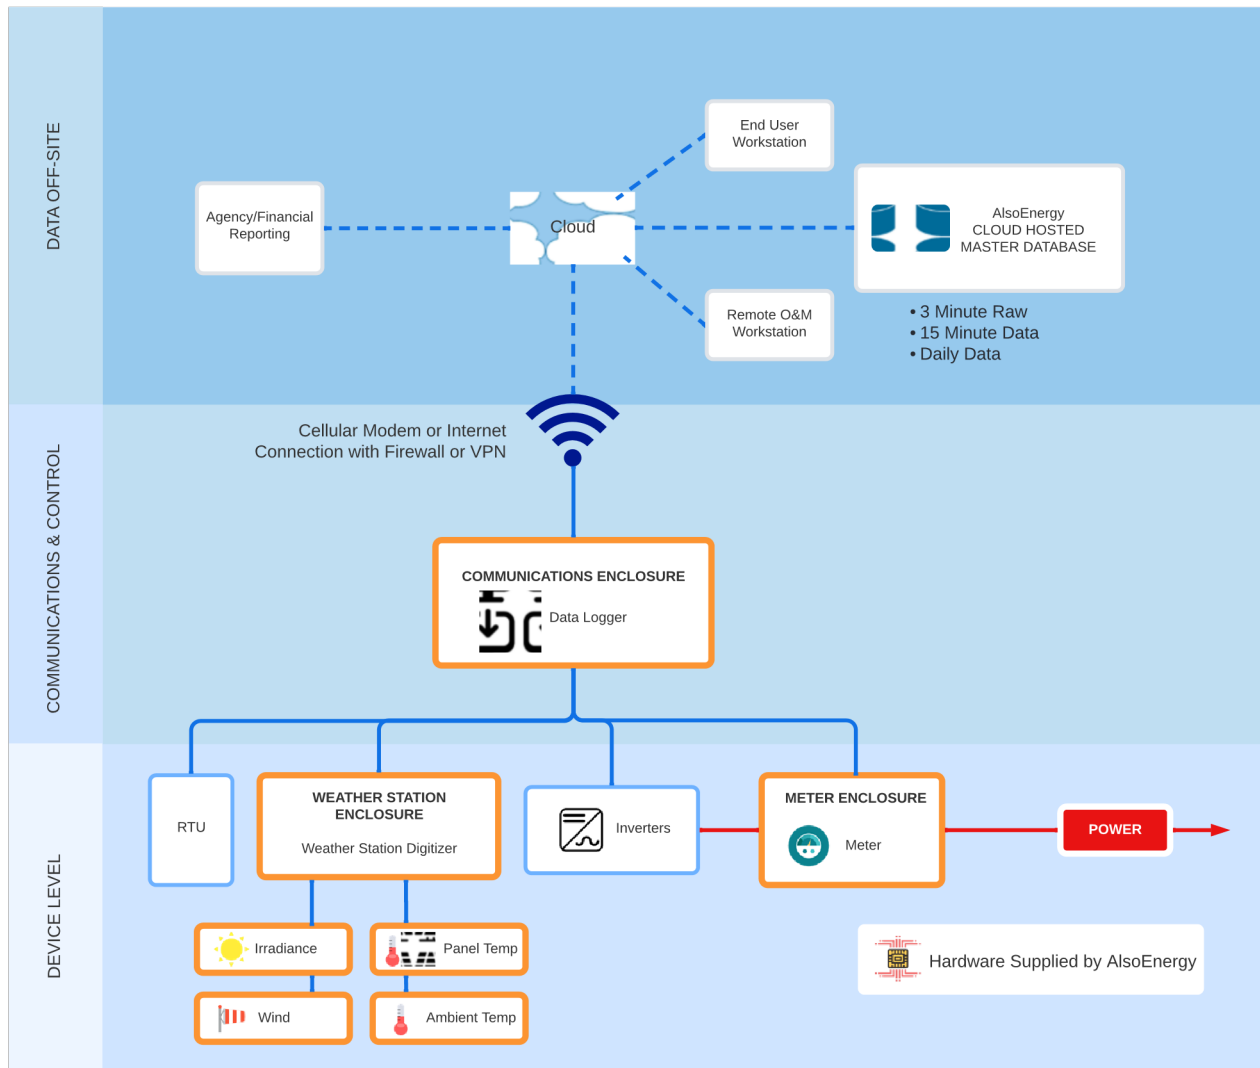 DATA OFF-SITE
End User
Workstation
Agency/Financial
Reporting
Cloud
AlsoEnergy
CLOUD HOSTED
MASTER DATABASE
Remote O&M
Workstation
• 3 Minute Raw
• 15 Minute Data
• Daily Data
COMMUNICATIONS & CONTROL
Cellular Modem or Internet
Connection with Firewall or VPN
COMMUNICATIONS ENCLOSURE
Data Logger
DEVICE LEVEL
RTU
WEATHER STATION
ENCLOSURE
Weather Station Digitizer
Inverters
METER ENCLOSURE
Meter
POWER
Irradiance
Panel Temp
Wind
Ambient Temp
Hardware Supplied by AlsoEnergy